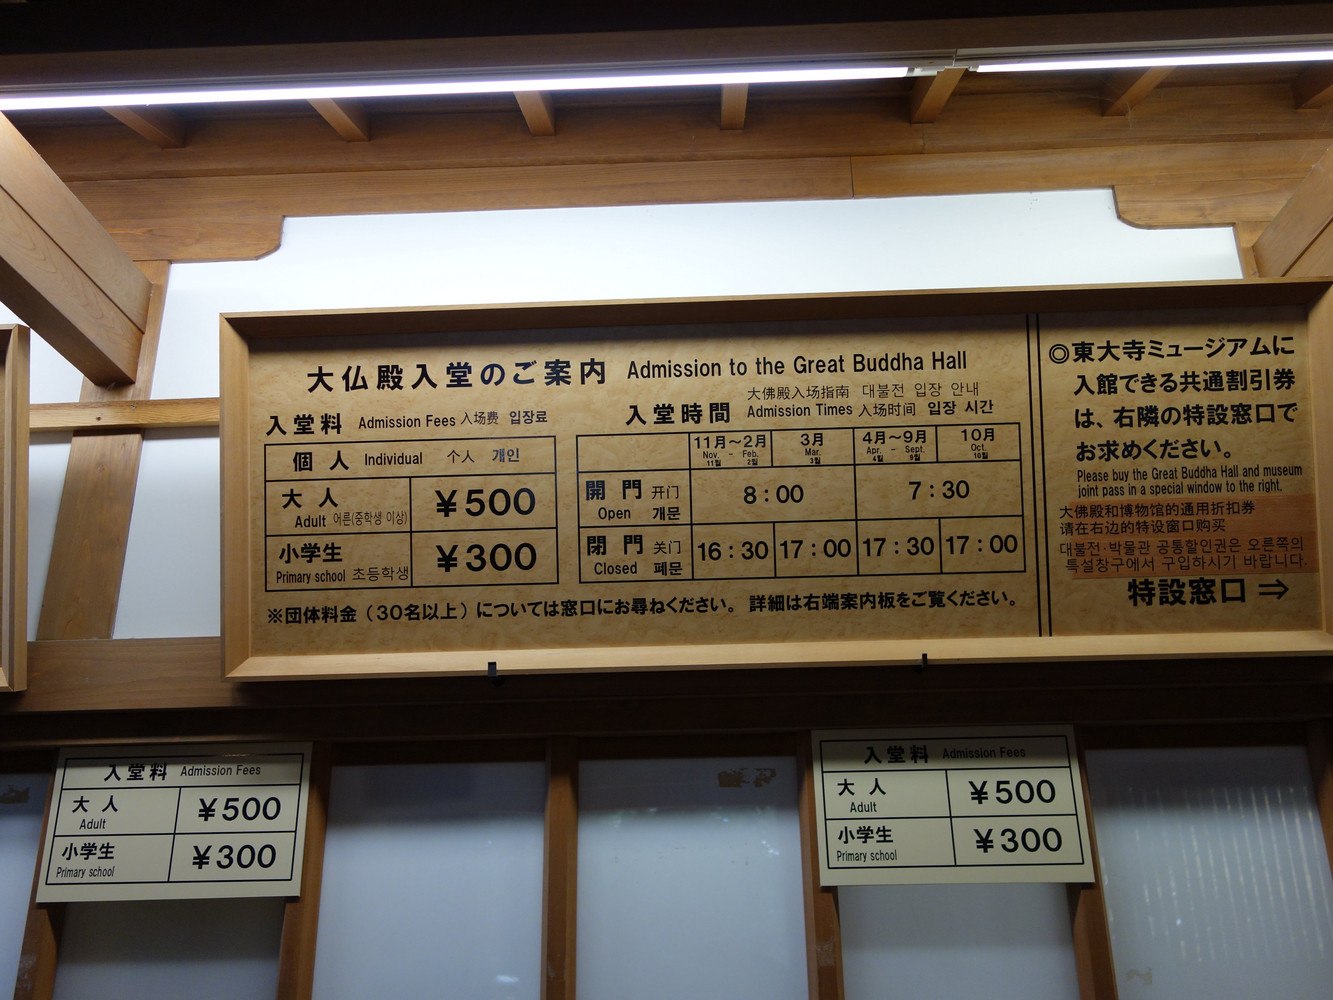 大仏殿入堂のご案内 Admission to the Great Buddha Hall
大佛殿入场指南 대불전 입장 안내
入堂料 Admission Fees 入场费 입장료
個人 Individual 个人 개인
大人 ¥500
Adult 어른(중학생 이상)
小学生 ¥300
Primary school 초등학생
入堂時間 Admission Times 入场时间 입장 시간
11月～2月 3月 4月～9月 10月
Nov. - Feb. Mar. Apr. - Sept. Oct.
11월 2월 3월 4월 9월 10월
開門 开门 8:00 7:30
Open 개문
閉門 关门 16:30 17:00 17:30 17:00
Closed 폐문
※団体料金（30名以上）については窓口にお尋ねください。 詳細は右端案内板をご覧ください。
◎東大寺ミュージアムに
入館できる共通割引券
は、右隣の特設窓口で
お求めください。
Please buy the Great Buddha Hall and museum
joint pass in a special window to the right.
大佛殿和博物馆的通用折扣券
请在右边的特设窗口购买
대불전·박물관 공통할인권은 오른쪽의
특설창구에서 구입하시기 바랍니다.
特設窓口 ⇒
入堂料 Admission Fees
大人 ¥500
Adult
小学生 ¥300
Primary school
入堂料 Admission Fees
大人 ¥500
Adult
小学生 ¥300
Primary school